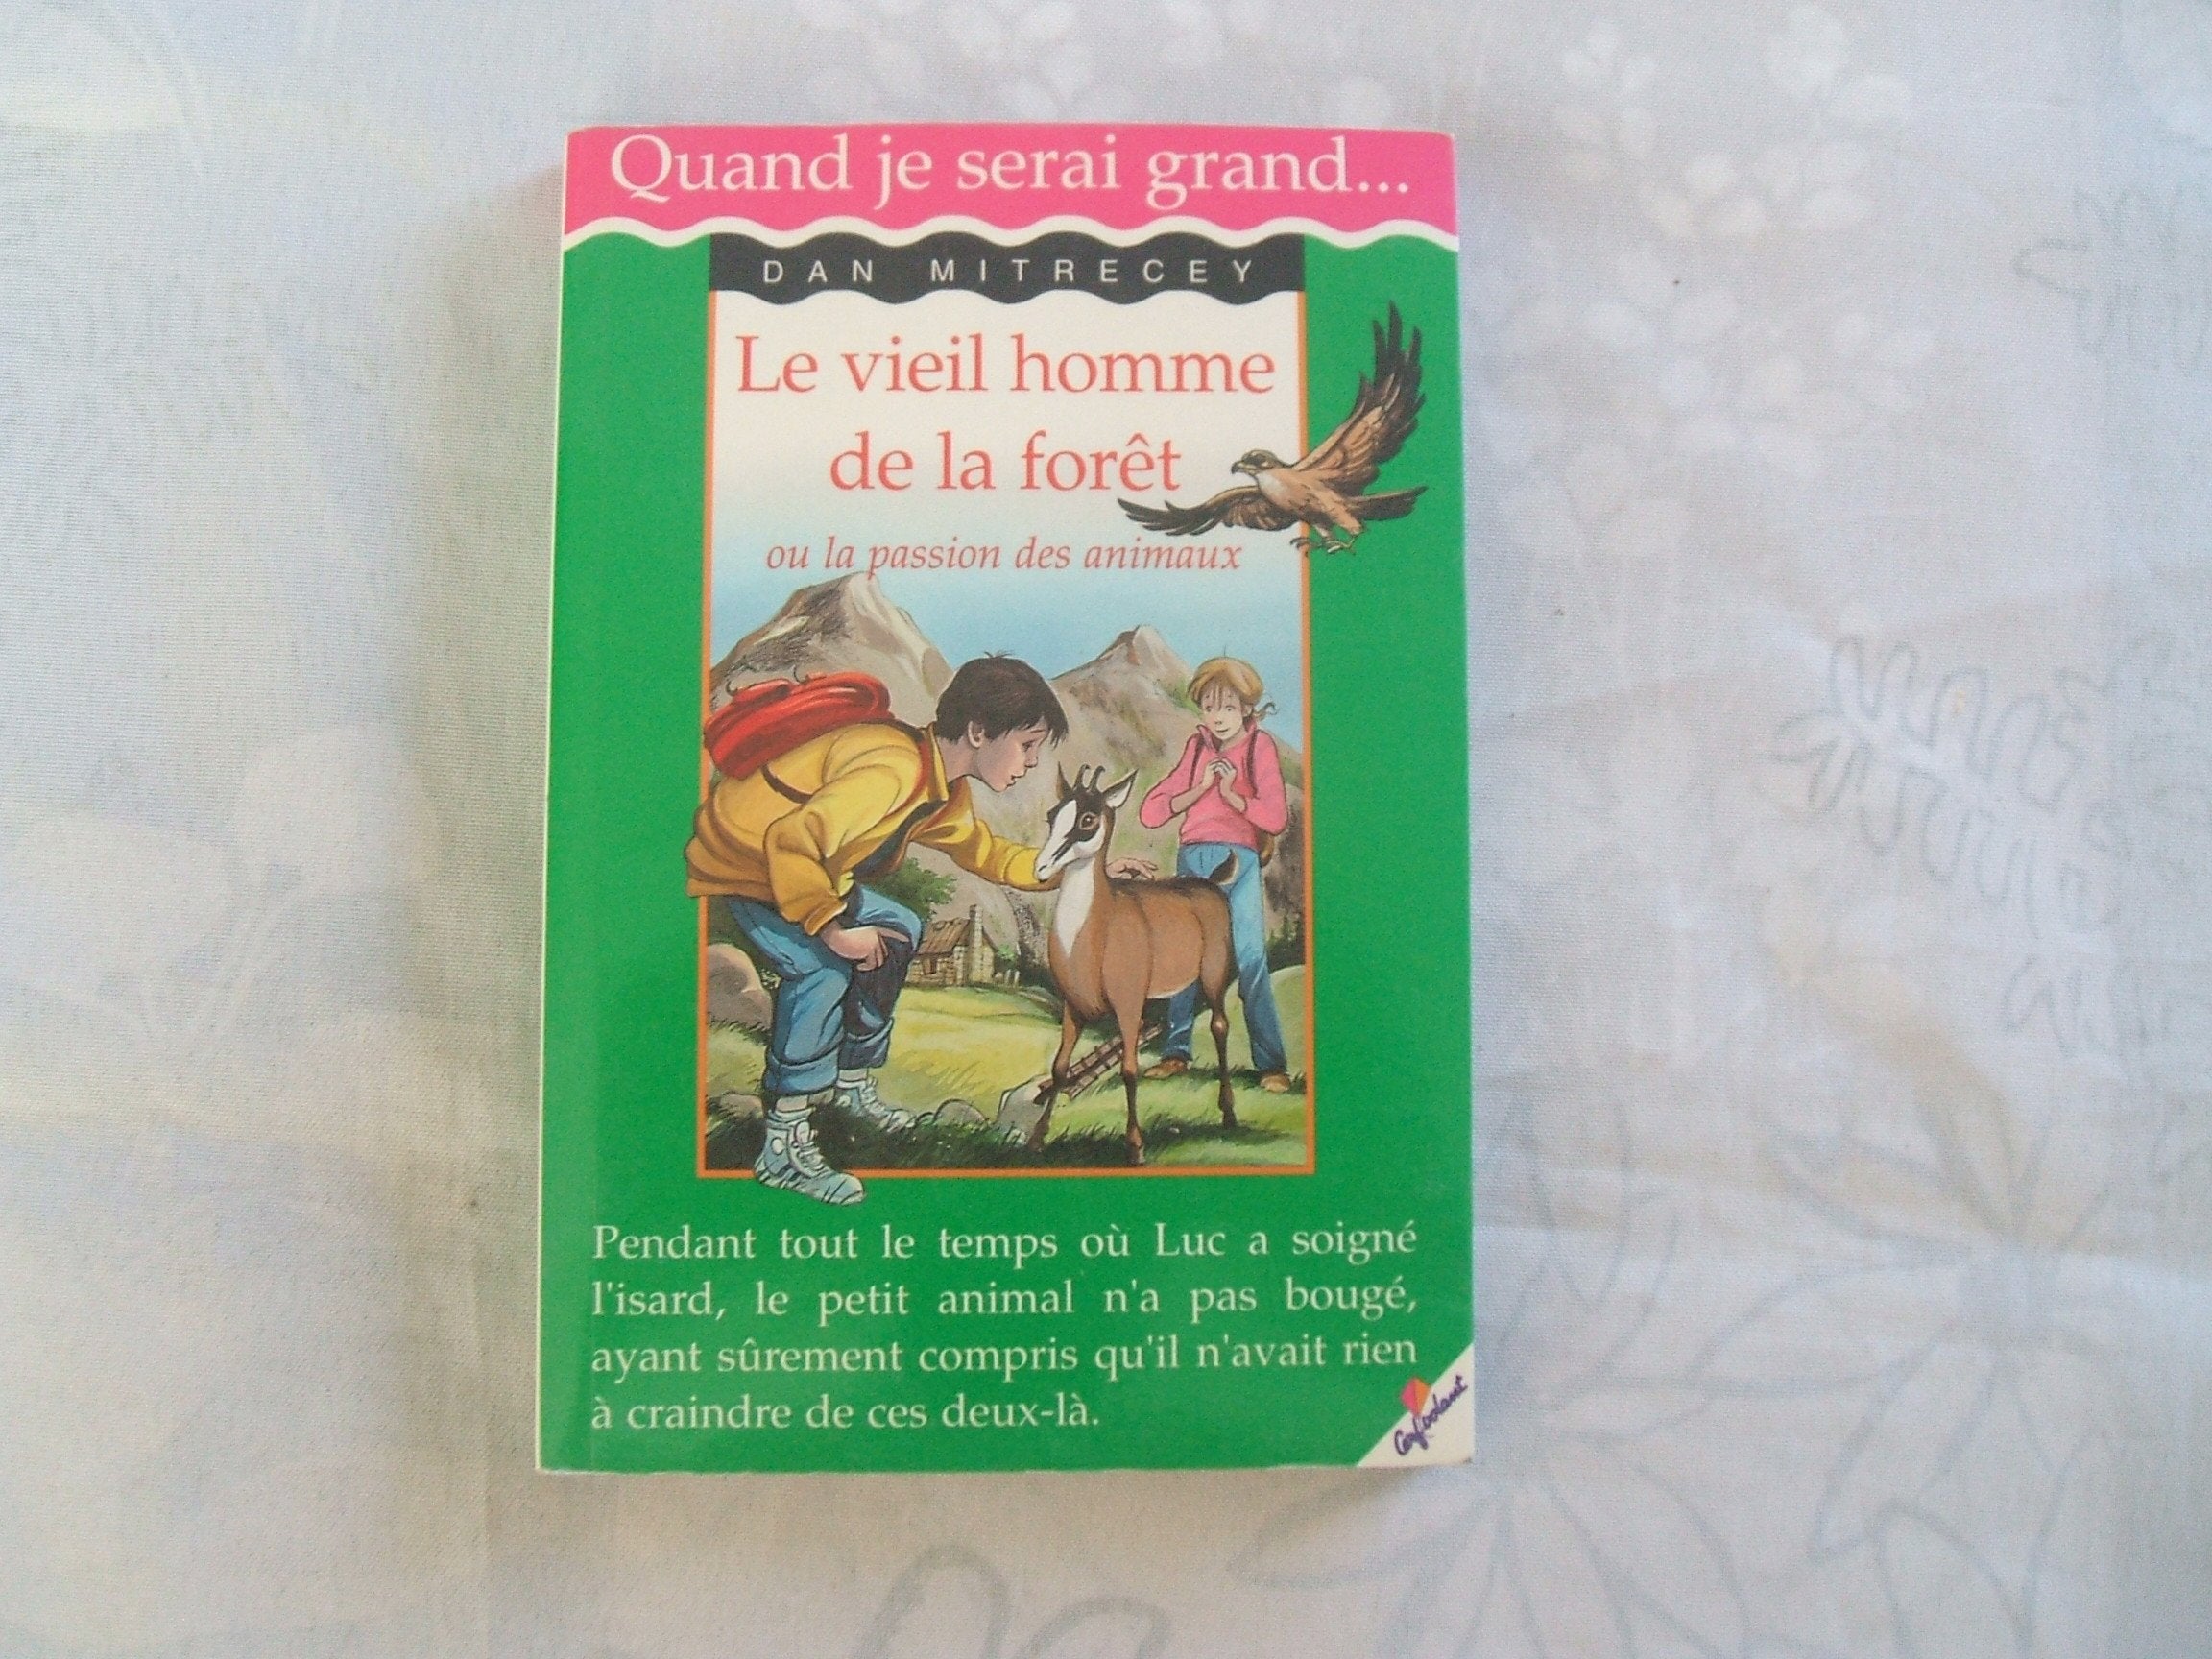 Quand je serai grand...
DAN MITRECEY
Le vieil homme
de la forêt
ou la passion des animaux
Pendant tout le temps où Luc a soigné
l'isard, le petit animal n'a pas bougé,
ayant sûrement compris qu'il n'avait rien
à craindre de ces deux-là.
Cerf-volant